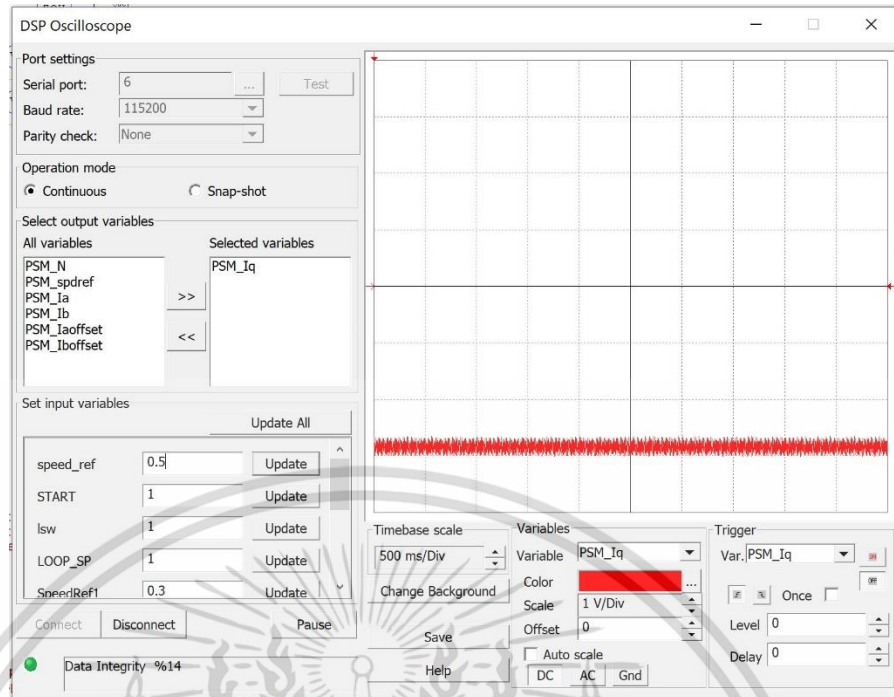 DSP Oscilloscope
Port settings
Serial port: 6 ... Test
Baud rate: 115200
Parity check: None
Operation mode
Continuous Snap-shot
Select output variables
All variables Selected variables
PSM_N PSM_Iq
PSM_spdref
PSM_Ia
PSM_Ib
PSM_Iaoffset
PSM_Iboffset
>>
<<
Set input variables
Update All
speed_ref 0.5 Update
START 1 Update
lsw 1 Update
LOOP_SP 1 Update
SpeedRef1 0.3 Update
Connect Disconnect Pause
Data Integrity %14
Timebase scale
500 ms/Div
Change Background
Save
Help
Variables
Variable PSM_Iq
Color ...
Scale 1 V/Div
Offset 0
Auto scale
DC AC Gnd
Trigger
Var. PSM_Iq
Off
Once
Level 0
Delay 0